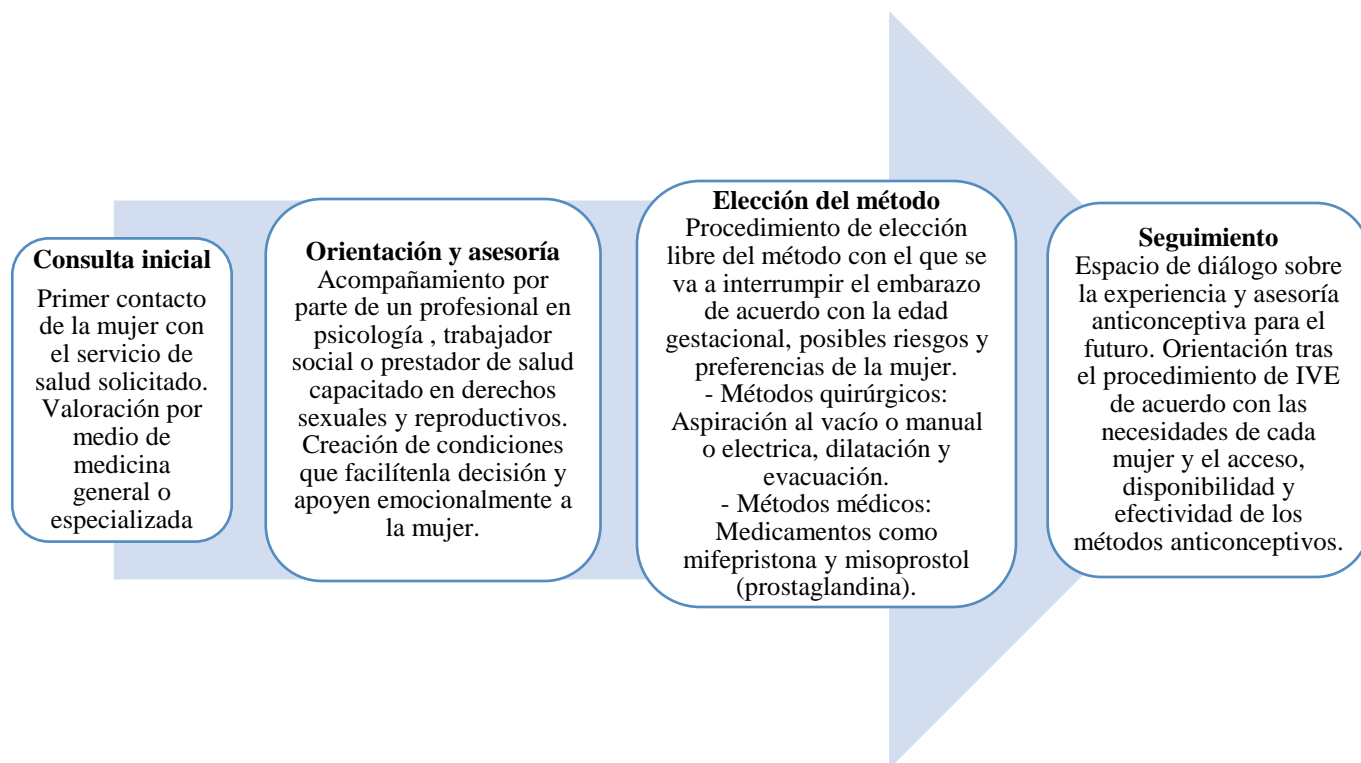 Consulta inicial
Primer contacto
de la mujer con
el servicio de
salud solicitado.
Valoración por
medio de
medicina
general o
especializada
Orientación y asesoría
Acompañamiento por
parte de un profesional en
psicología , trabajador
social o prestador de salud
capacitado en derechos
sexuales y reproductivos.
Creación de condiciones
que facilítenla decisión y
apoyen emocionalmente a
la mujer.
Elección del método
Procedimiento de elección
libre del método con el que se
va a interrumpir el embarazo
de acuerdo con la edad
gestacional, posibles riesgos y
preferencias de la mujer.
- Métodos quirúrgicos:
Aspiración al vacío o manual
o electrica, dilatación y
evacuación.
- Métodos médicos:
Medicamentos como
mifepristona y misoprostol
(prostaglandina).
Seguimiento
Espacio de diálogo sobre
la experiencia y asesoría
anticonceptiva para el
futuro. Orientación tras
el procedimiento de IVE
de acuerdo con las
necesidades de cada
mujer y el acceso,
disponibilidad y
efectividad de los
métodos anticonceptivos.